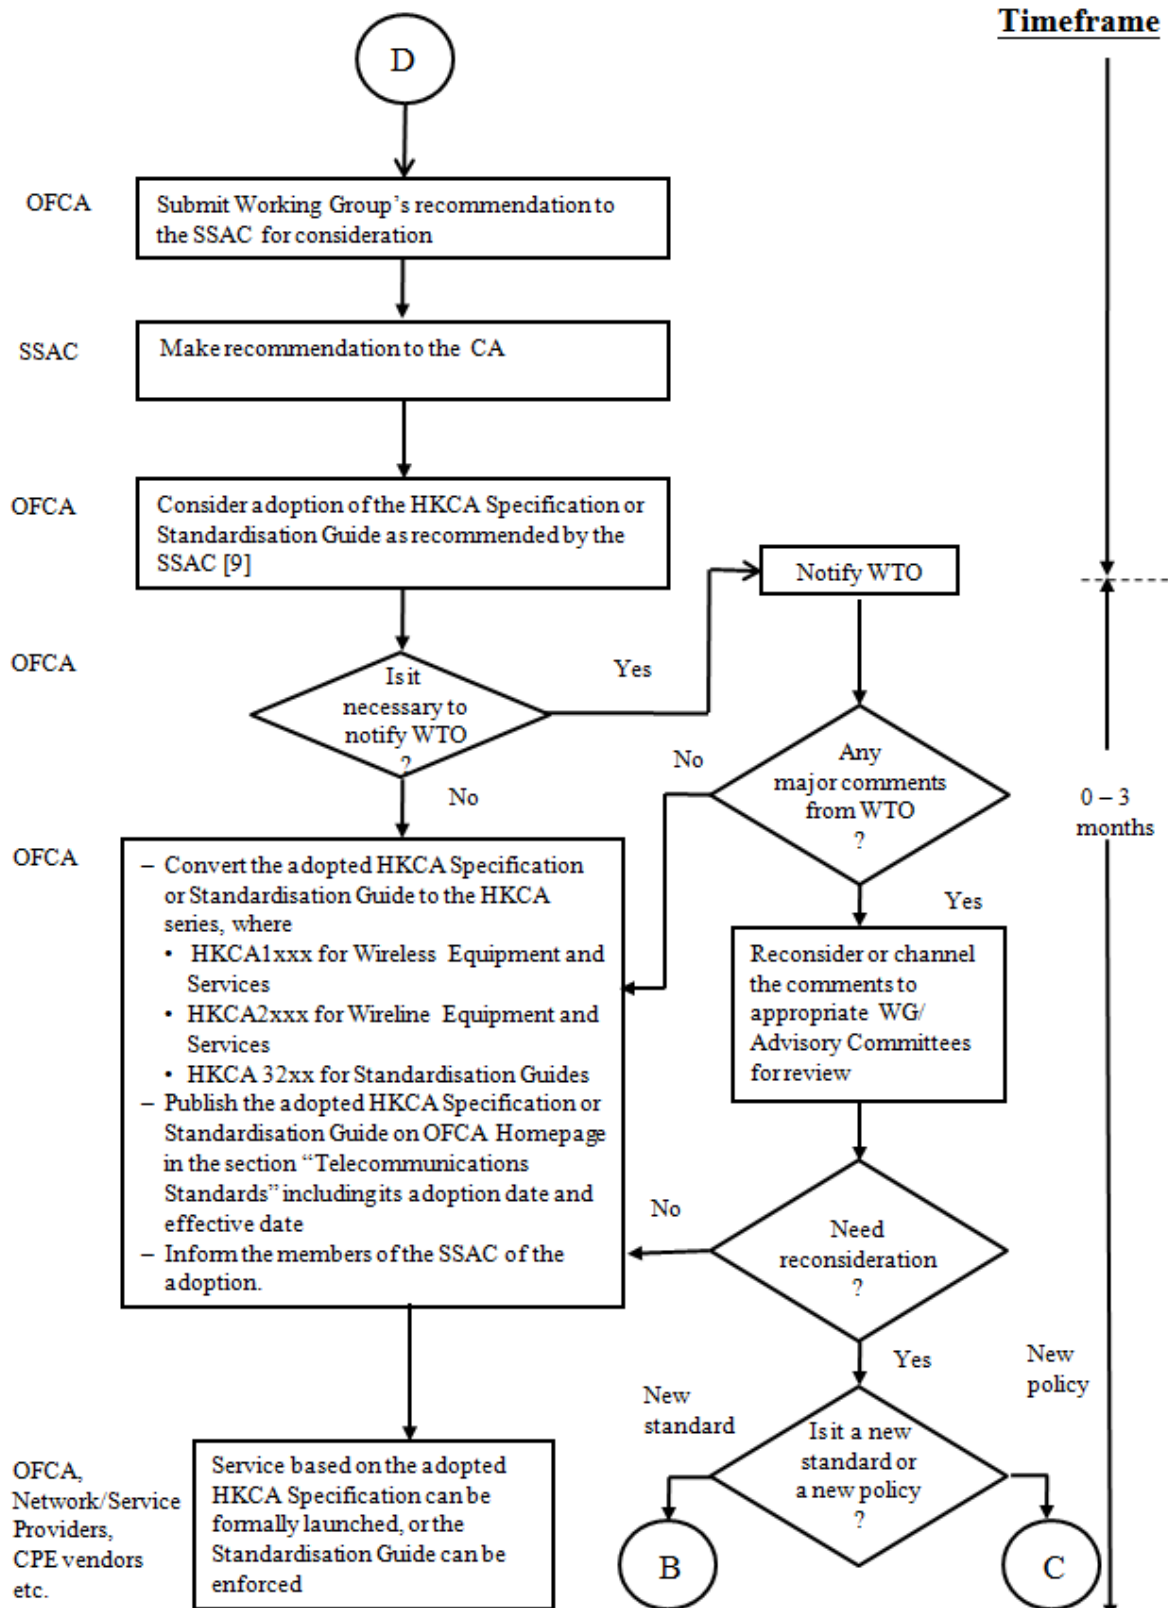 Timeframe
D
OFCA
Submit Working Group's recommendation to
the SSAC for consideration
SSAC
Make recommendation to the CA
OFCA
Consider adoption of the HKCA Specification or
Standardisation Guide as recommended by the
SSAC [9]
Notify WTO
OFCA
Is it
necessary to
notify WTO
?
Yes
No
Any
major comments
from WTO
?
No
Yes
0 – 3
months
OFCA
– Convert the adopted HKCA Specification
or Standardisation Guide to the HKCA
series, where
• HKCA1xxx for Wireless Equipment and
Services
• HKCA2xxx for Wireline Equipment and
Services
• HKCA 32xx for Standardisation Guides
– Publish the adopted HKCA Specification or
Standardisation Guide on OFCA Homepage
in the section “Telecommunications
Standards” including its adoption date and
effective date
– Inform the members of the SSAC of the
adoption.
Reconsider or channel
the comments to
appropriate WG/
Advisory Committees
for review
No
Need
reconsideration
?
Yes
New
standard
New
policy
Is it a new
standard or
a new policy
?
B
C
OFCA,
Network/Service
Providers,
CPE vendors
etc.
Service based on the adopted
HKCA Specification can be
formally launched, or the
Standardisation Guide can be
enforced